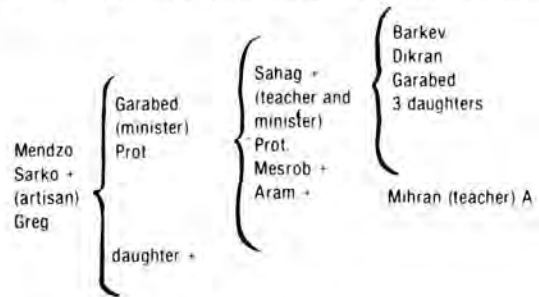 Mendzo
Sarko +
(artisan)
Greg
Garabed
(minister)
Prot
daughter +
Sahag +
(teacher and
minister)
Prot.
Mesrob +
Aram +
Barkev
Dikran
Garabed
3 daughters
Mihran (teacher) A